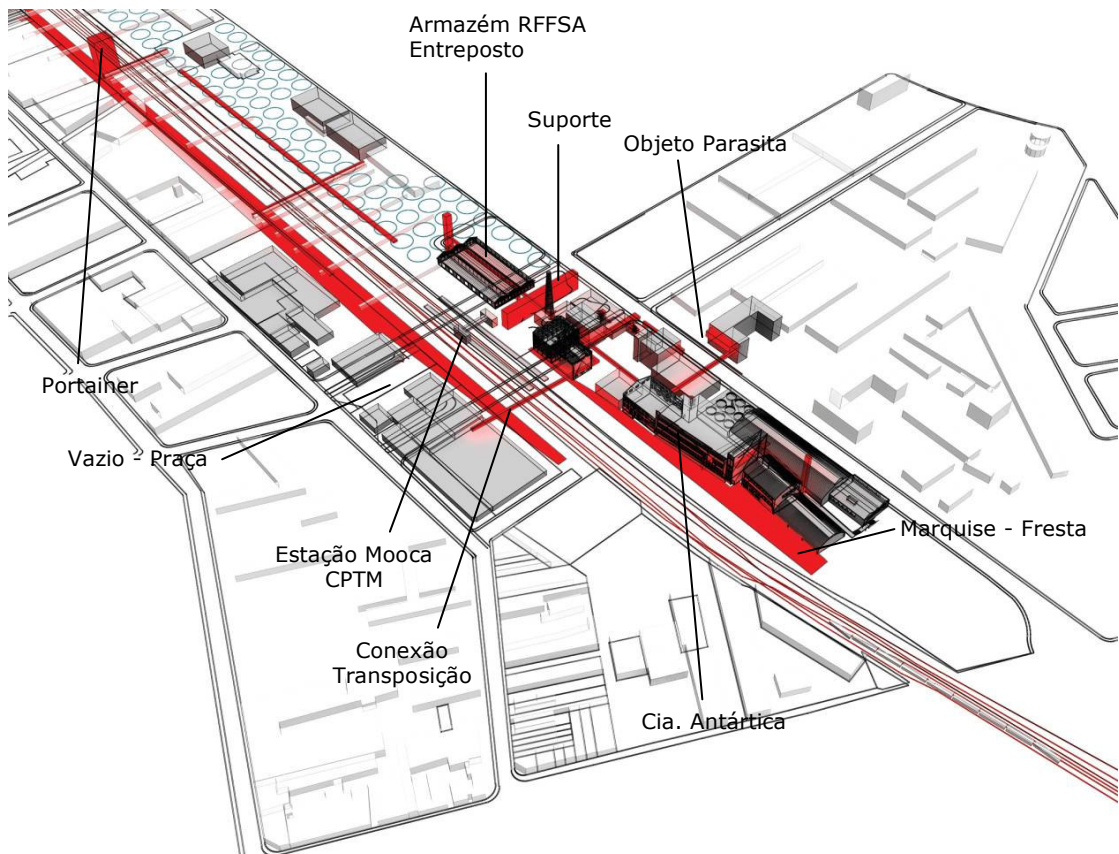 Armazém RFFSA
Entreposto
Suporte
Objeto Parasita
Portainer
Vazio - Praça
Marquise - Fresta
Estação Mooca
CPTM
Conexão
Transposição
Cia. Antártica